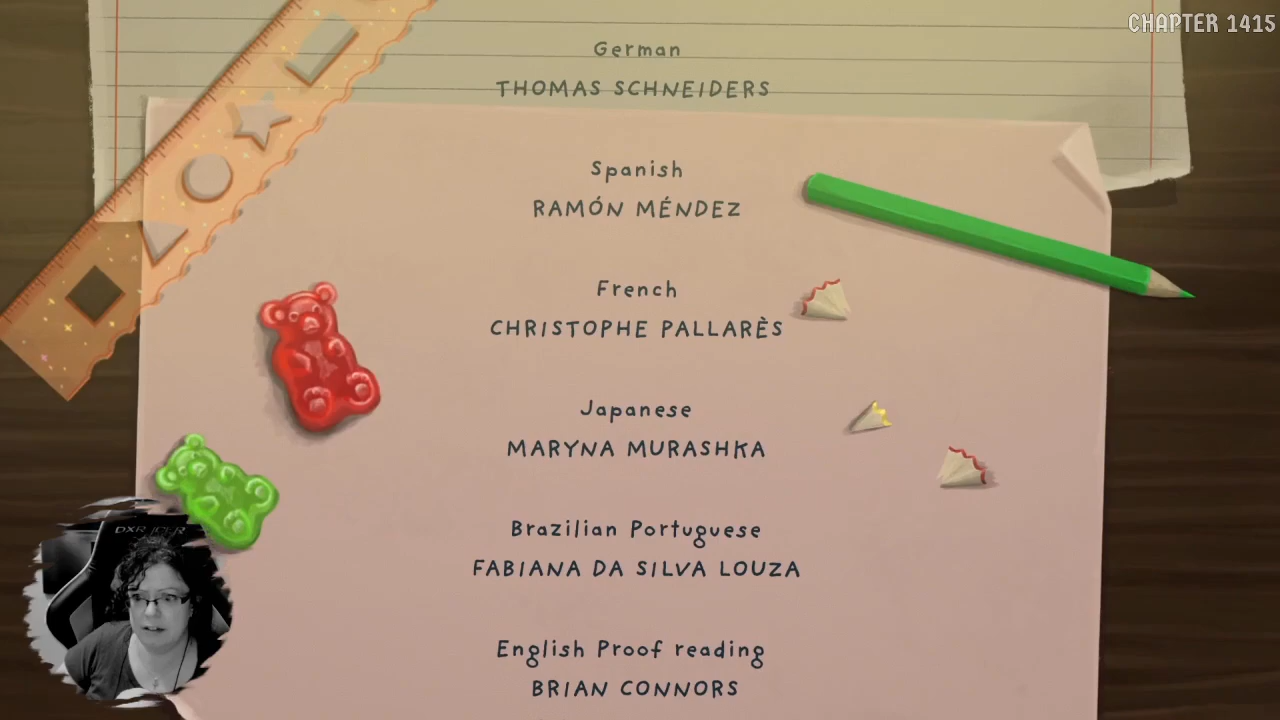 CHAPTER 1415
German
THOMAS SCHNEIDERS
Spanish
RAMÓN MÉNDEZ
French
CHRISTOPHE PALLARÈS
Japanese
MARYNA MURASHKA
Brazilian Portuguese
FABIANA DA SILVA LOUZA
English Proof reading
BRIAN CONNORS
DXRACER